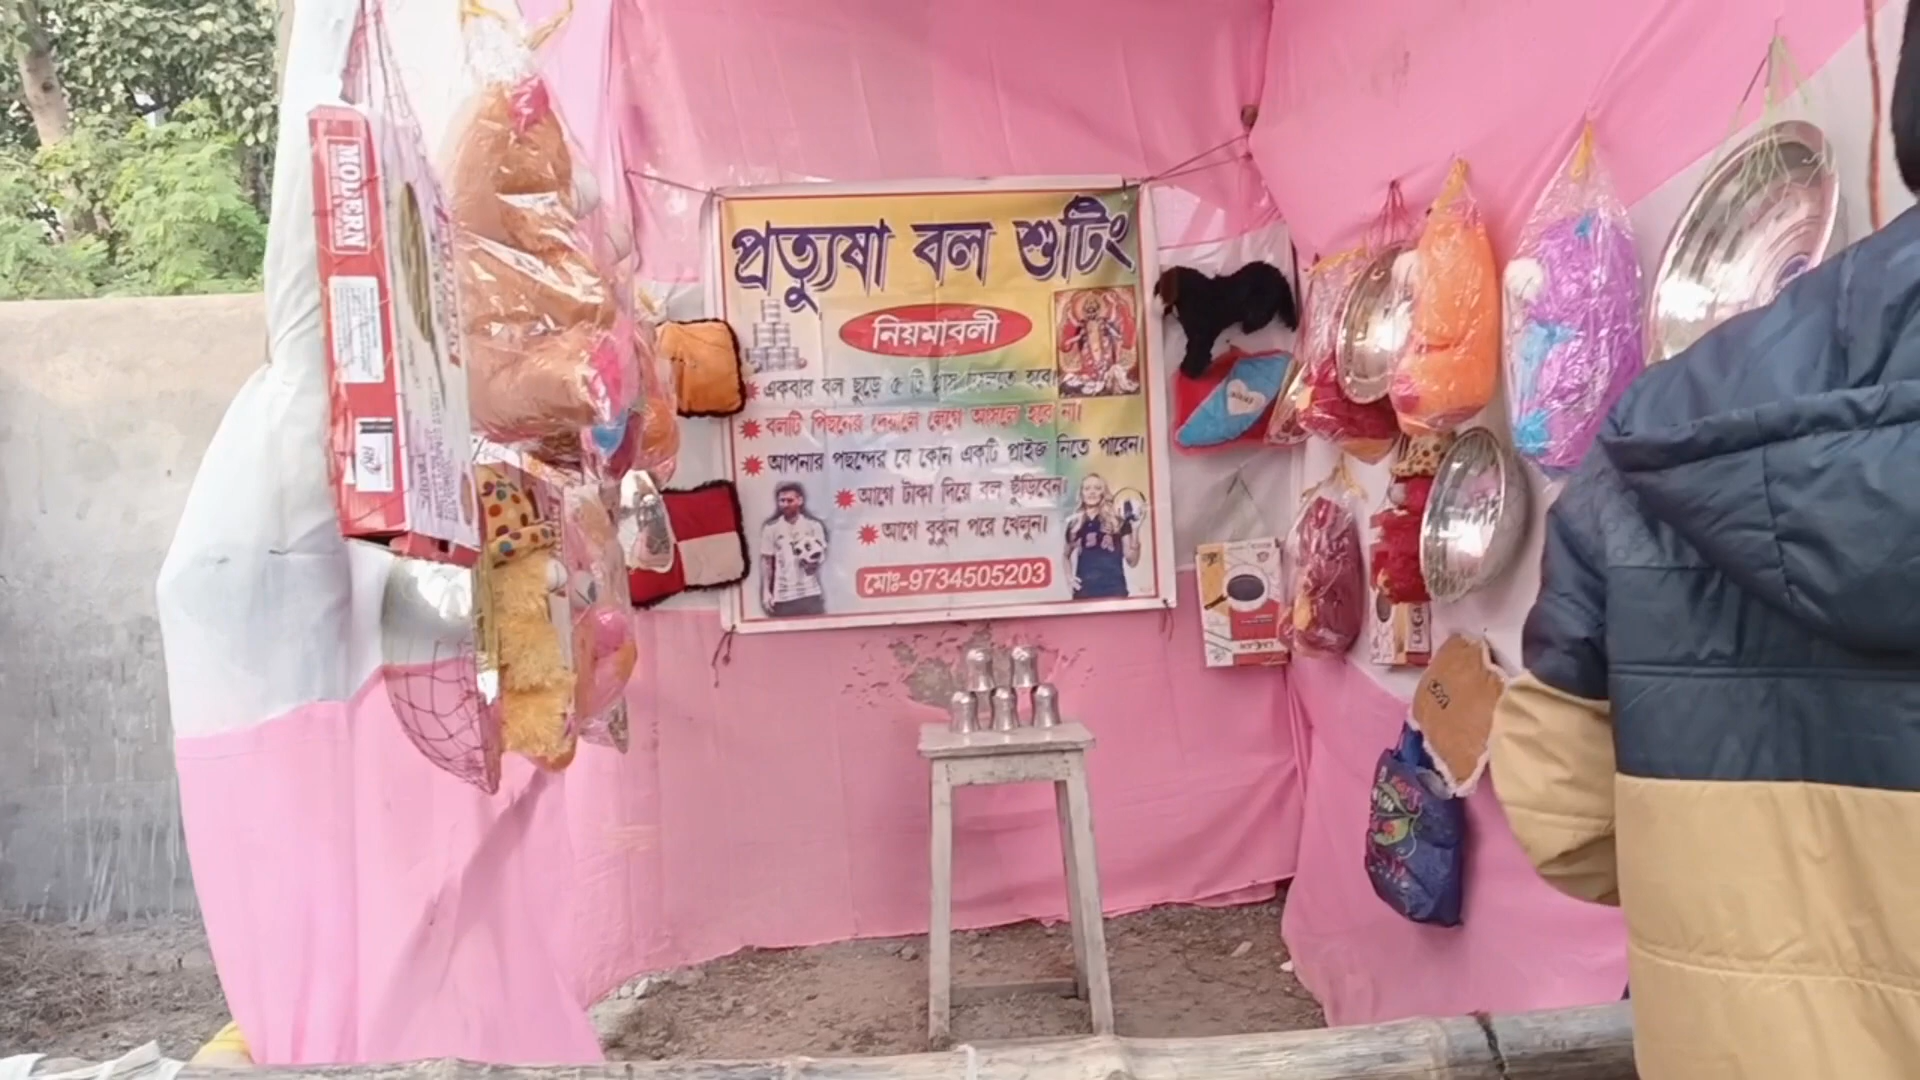 প্রত্যুষা বল শুটিং
নিয়মাবলী
একবার বল ছুড়ে ৫ টি গ্লাস ফেলতে হবে।
বলটি পিছনের দেয়ালে লেগে আসলে হবে না।
আপনার পছন্দের যে কোন একটি প্রাইজ নিতে পারেন।
আগে টাকা দিয়ে বল ছুঁড়িবেন।
আগে বুঝুন পরে খেলুন।
মোঃ-9734505203
MODERN